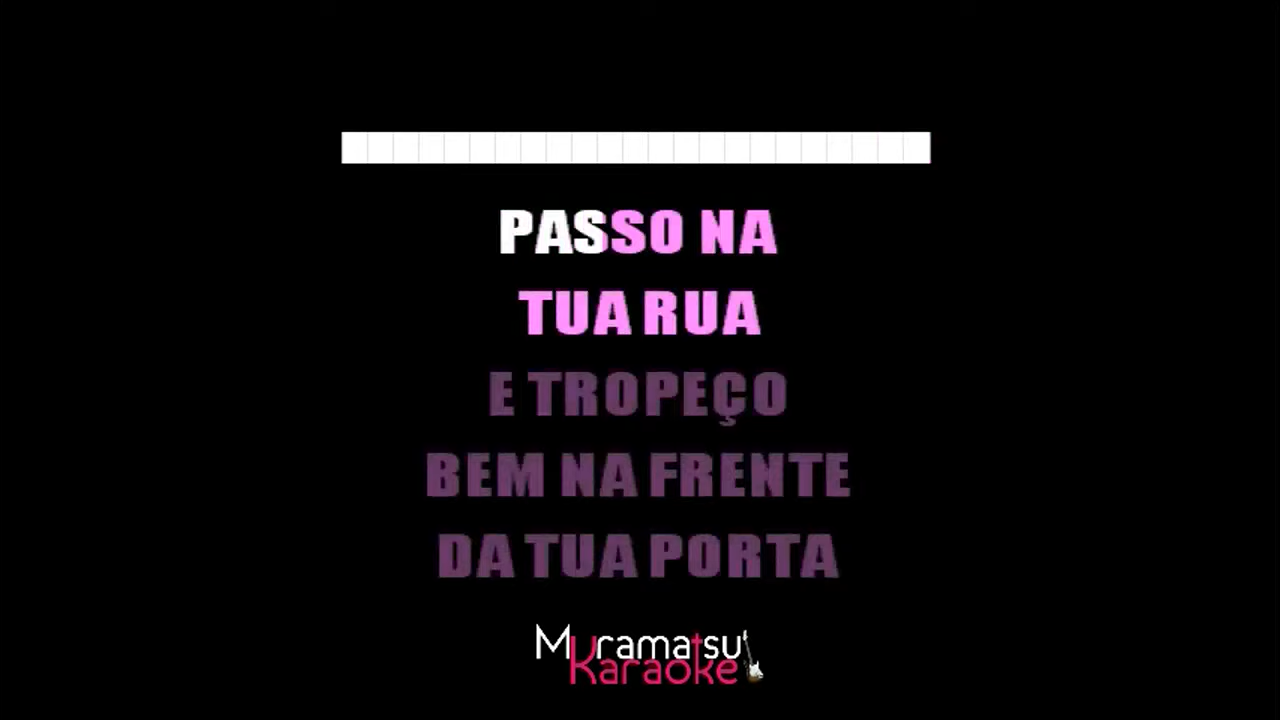 PASSO NA
TUA RUA
E TROPEÇO
BEM NA FRENTE
DA TUA PORTA
Muramatsu
Karaoke